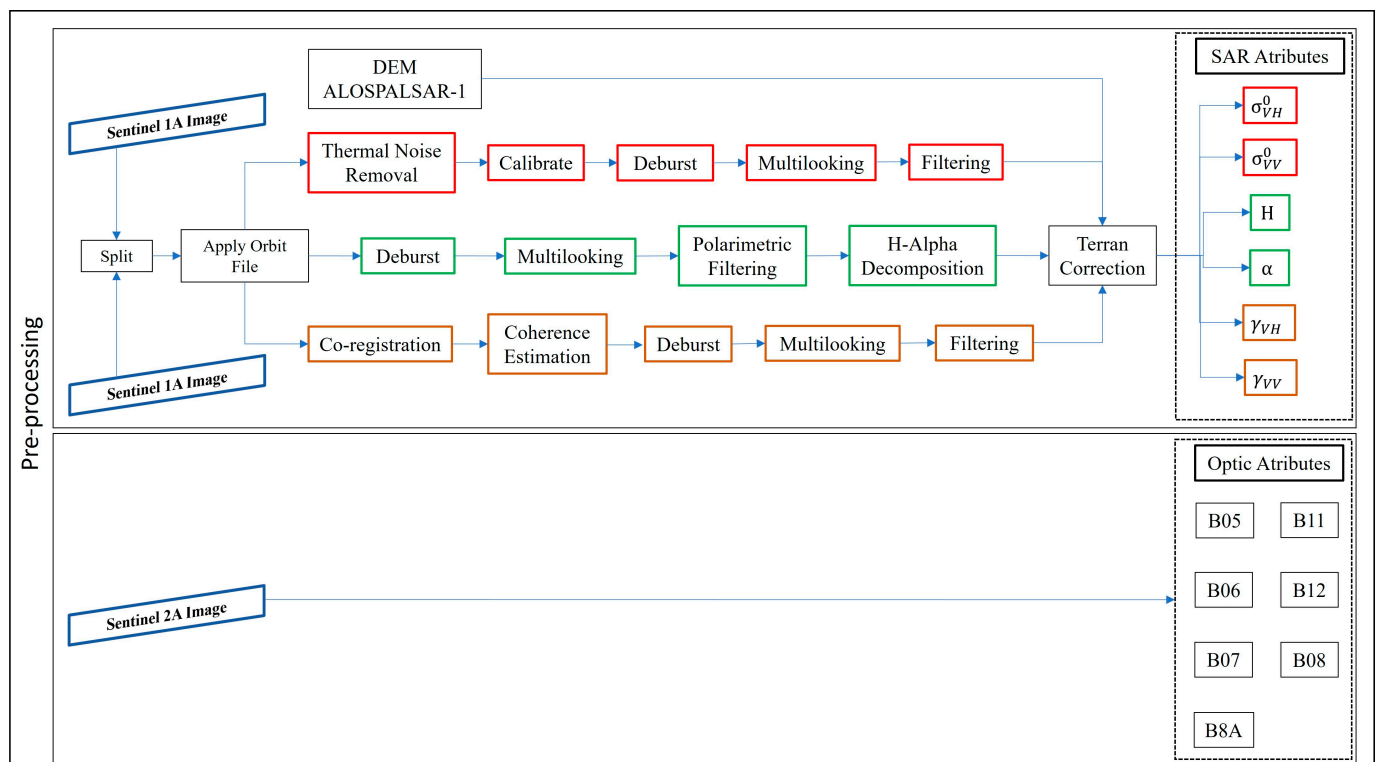 Pre-processing
DEM
ALOSPALSAR-1
Sentinel 1A Image
Thermal Noise
Removal
Calibrate
Deburst
Multilooking
Filtering
Split
Apply Orbit
File
Deburst
Multilooking
Polarimetric
Filtering
H-Alpha
Decomposition
Terran
Correction
Co-registration
Coherence
Estimation
Deburst
Multilooking
Filtering
Sentinel 1A Image
SAR Atributes
σ⁰VH
σ⁰VV
H
α
γVH
γVV
Sentinel 2A Image
Optic Atributes
B05
B11
B06
B12
B07
B08
B8A